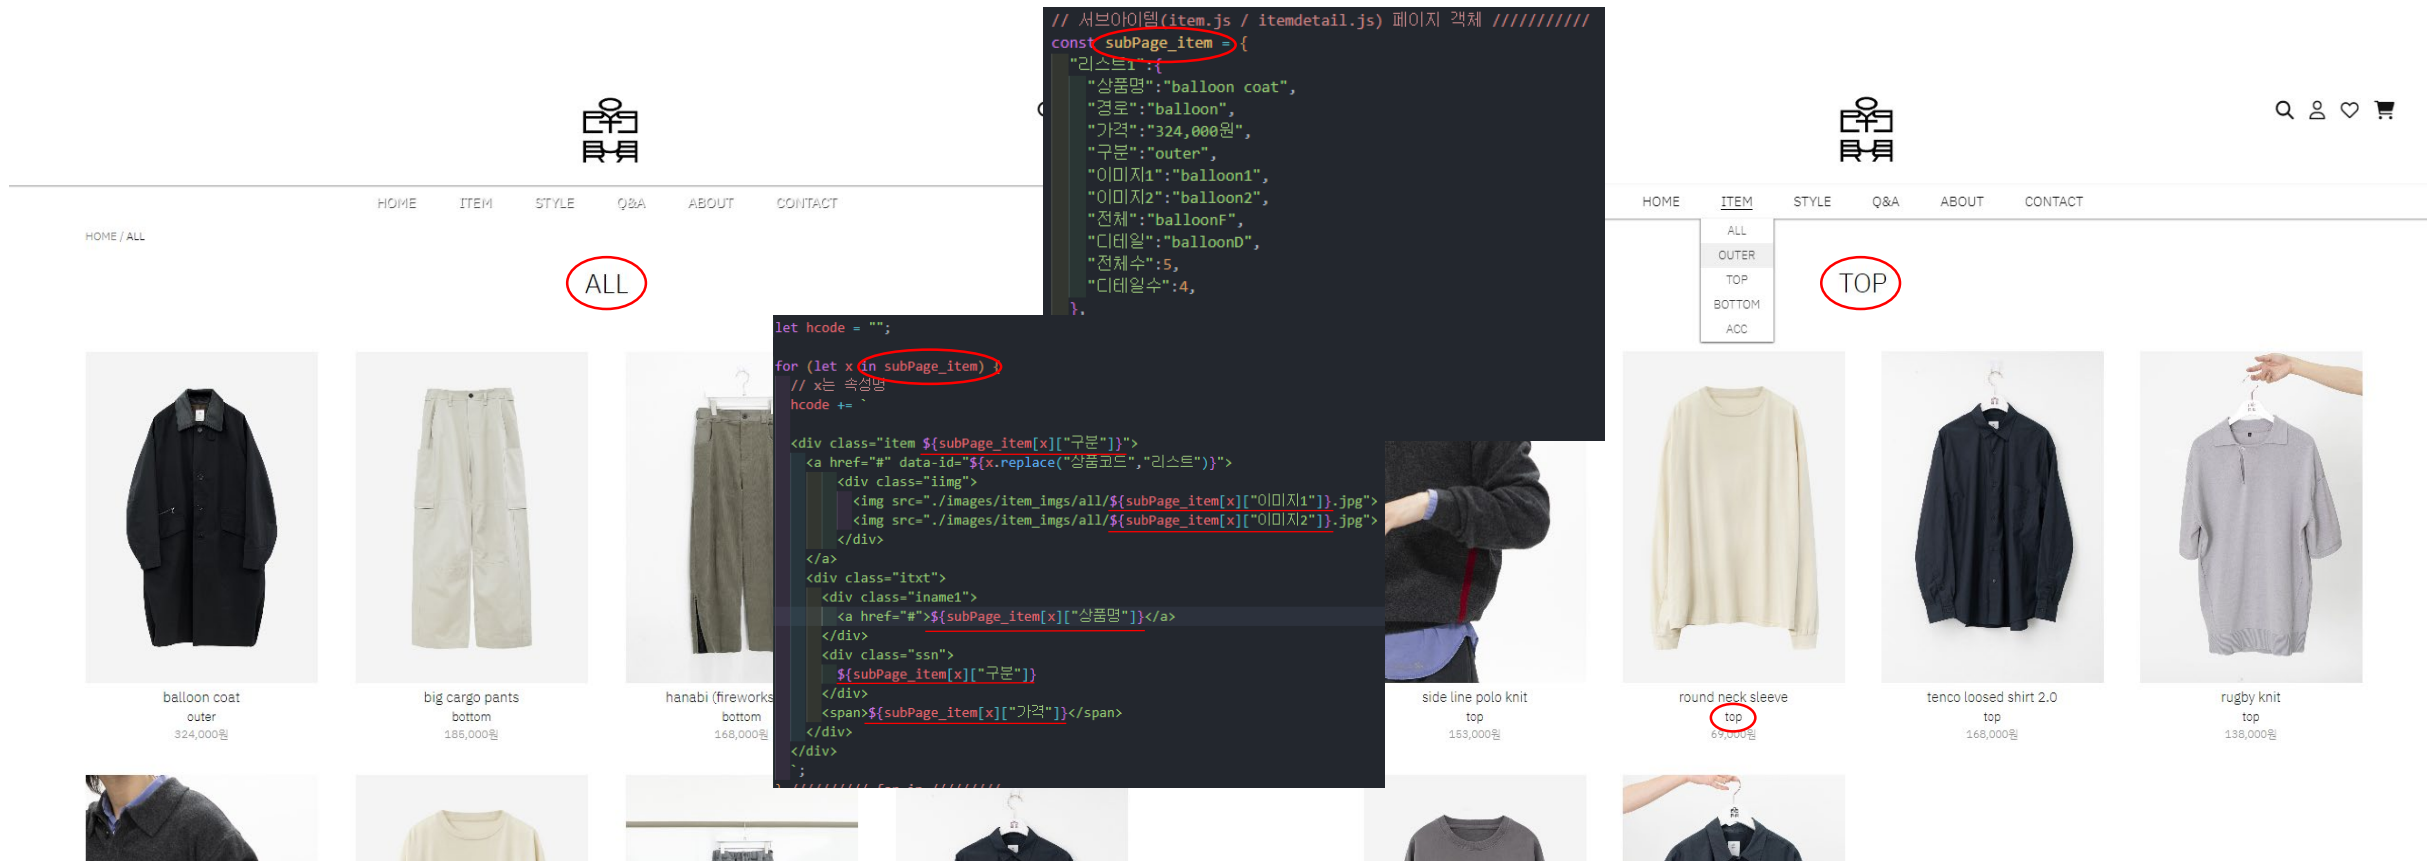 HOME
ITEM
STYLE
Q&A
ABOUT
CONTACT
HOME / ALL
ALL
balloon coat
outer
324,000원
big cargo pants
bottom
185,000원
hanabi (fireworks
bottom
168,000원
// 서브아이템(item.js / itemdetail.js) 페이지 객체 ///////////
const subPage_item = {
"리스트1":{
"상품명":"balloon coat",
"경로":"balloon",
"가격":"324,000원",
"구분":"outer",
"이미지1":"balloon1",
"이미지2":"balloon2",
"전체":"balloonF",
"디테일":"balloonD",
"전체수":5,
"디테일수":4,
},
let hcode = "";
for (let x in subPage_item) {
// x는 속성명
hcode += `
<div class="item ${subPage_item[x]["구분"]}">
<a href="#" data-id="${x.replace("상품코드","리스트")}">
<div class="iimg">
<img src="./images/item_imgs/all/${subPage_item[x]["이미지1"]}.jpg">
<img src="./images/item_imgs/all/${subPage_item[x]["이미지2"]}.jpg">
</div>
</a>
<div class="itxt">
<div class="iname1">
<a href="#">${subPage_item[x]["상품명"]}</a>
</div>
<div class="ssn">
${subPage_item[x]["구분"]}
</div>
<span>${subPage_item[x]["가격"]}</span>
</div>
</div>
`;
HOME
ITEM
STYLE
Q&A
ABOUT
CONTACT
ALL
OUTER
TOP
BOTTOM
ACC
TOP
side line polo knit
top
153,000원
round neck sleeve
top
69,000원
tenco loosed shirt 2.0
top
168,000원
rugby knit
top
138,000원